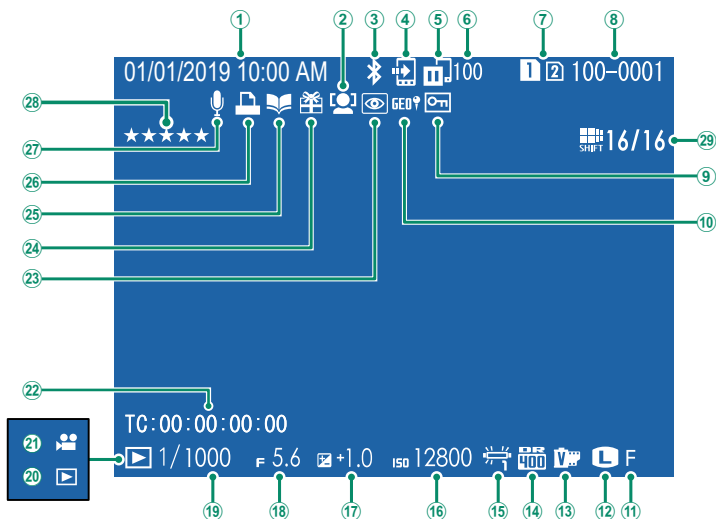 1 2 3 4 5 6 7 8
01/01/2019 10:00 AM 100 1 2 100-0001
28 ★★★★★ GEO SHIFT 16/16 29
27 9
26 10
25
24
23
22
TC:00:00:00:00
21
20
1/1000 F 5.6 +1.0 ISO 12800 1 DR 400 V L F
19 18 17 16 15 14 13 12 11